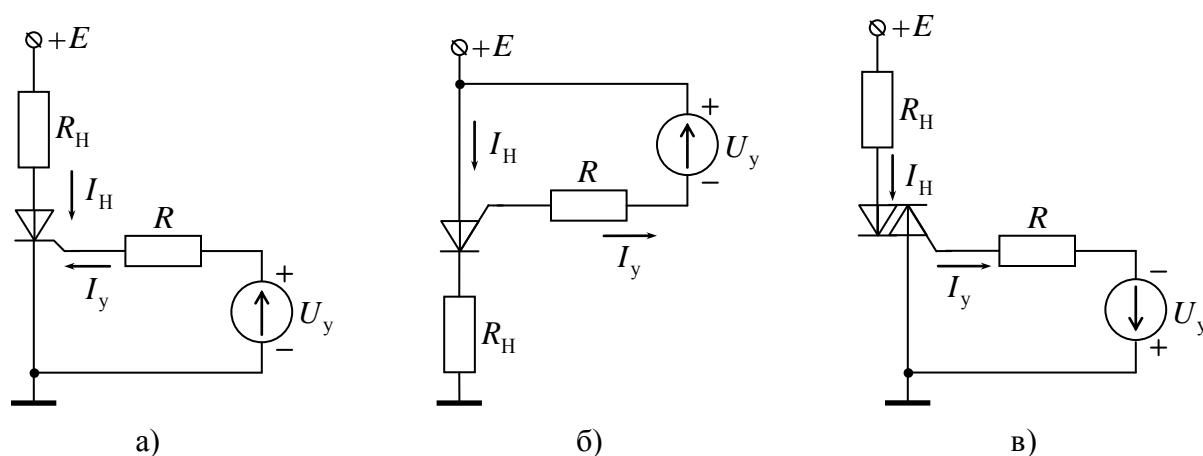 +E
R_Н
I_Н
R
I_у
+
U_у
−
а)
+E
I_Н
R
I_у
+
U_у
−
R_Н
б)
+E
R_Н
I_Н
R
I_у
−
U_у
+
в)